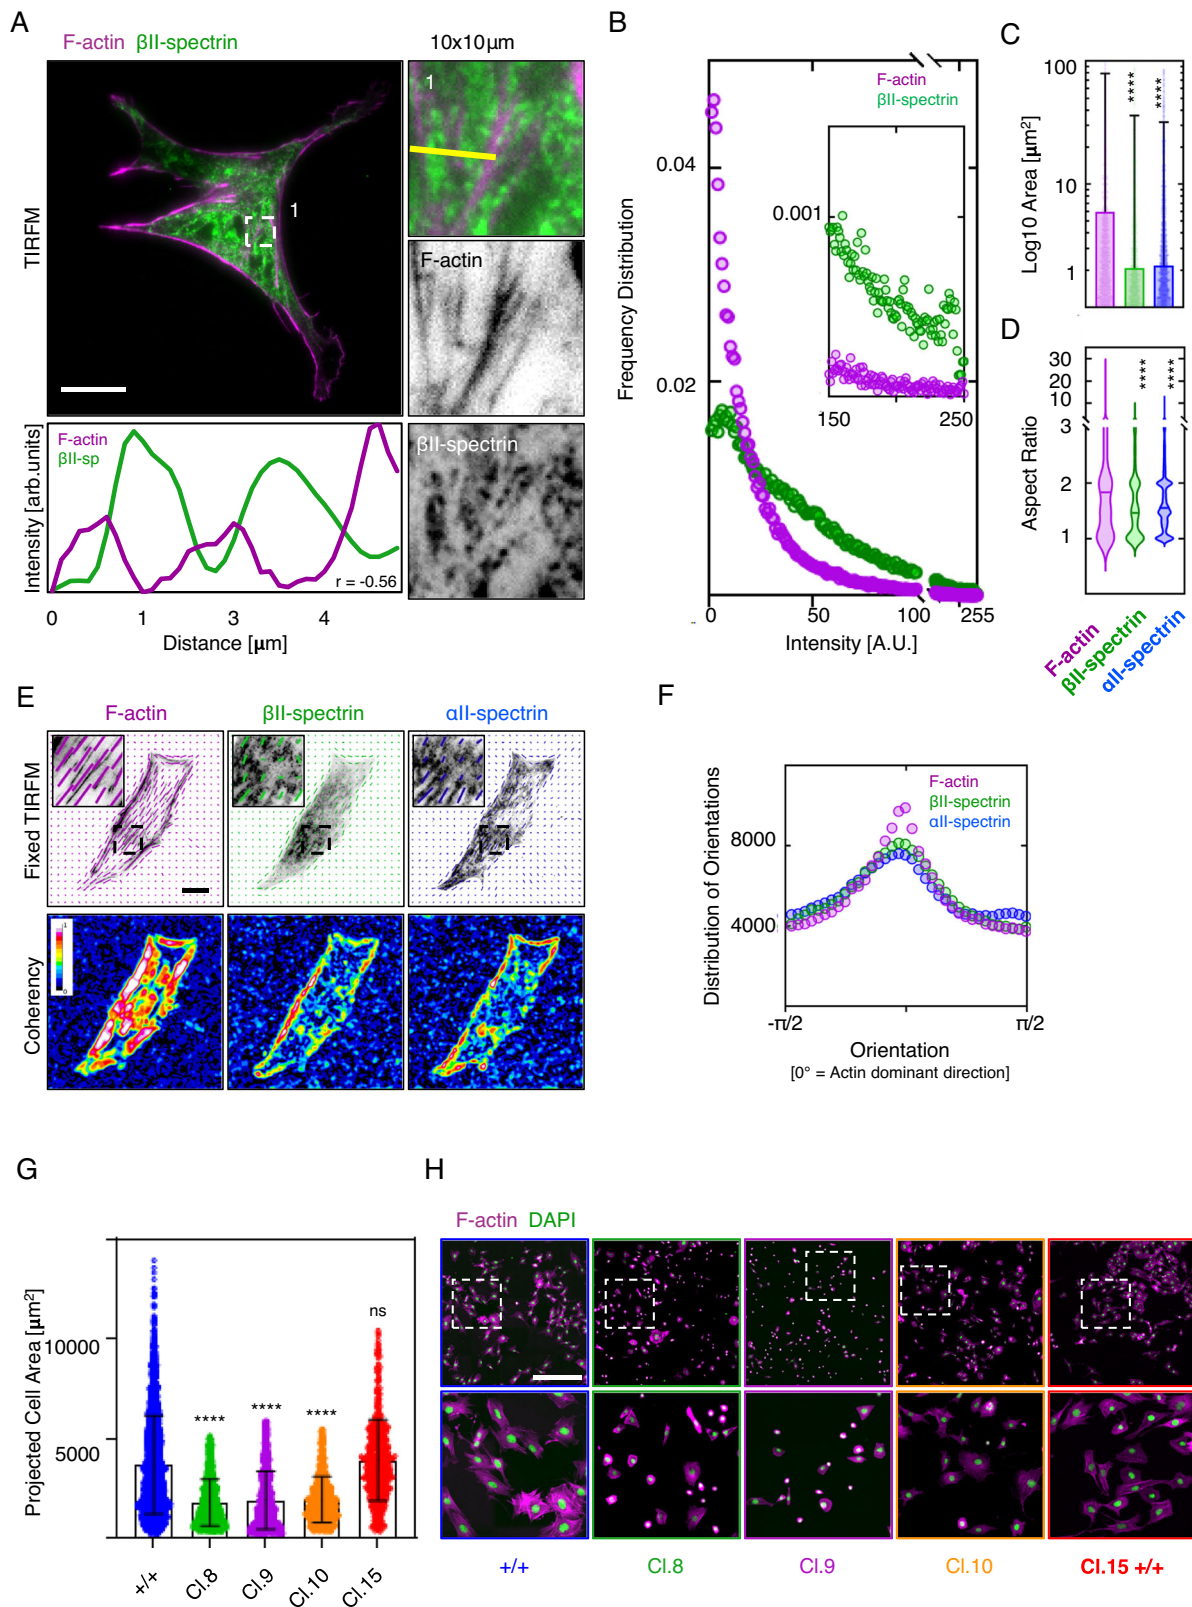 A
F-actin βII-spectrin
10x10μm
TIRFM
1
1
F-actin
βII-spectrin
Intensity [arb.units]
F-actin
βII-sp
r = -0.56
0 1 3 4
Distance [μm]
B
Frequency Distribution
0.04
0.02
F-actin
βII-spectrin
0.001
150 250
0 50 100 255
Intensity [A.U.]
C
Log10 Area [μm²]
100
10
1
**** ****
D
Aspect Ratio
30
20
10
3
2
1
**** ****
F-actin
βII-spectrin
αII-spectrin
E
F-actin βII-spectrin αII-spectrin
Fixed TIRFM
Coherency
1
0
F
Distribution of Orientations
8000
4000
F-actin
βII-spectrin
αII-spectrin
-π/2 π/2
Orientation
[0° = Actin dominant direction]
G
Projected Cell Area [μm²]
10000
5000
**** **** **** ns
+/+ Cl.8 Cl.9 Cl.10 Cl.15
H
F-actin DAPI
+/+ Cl.8 Cl.9 Cl.10 Cl.15 +/+